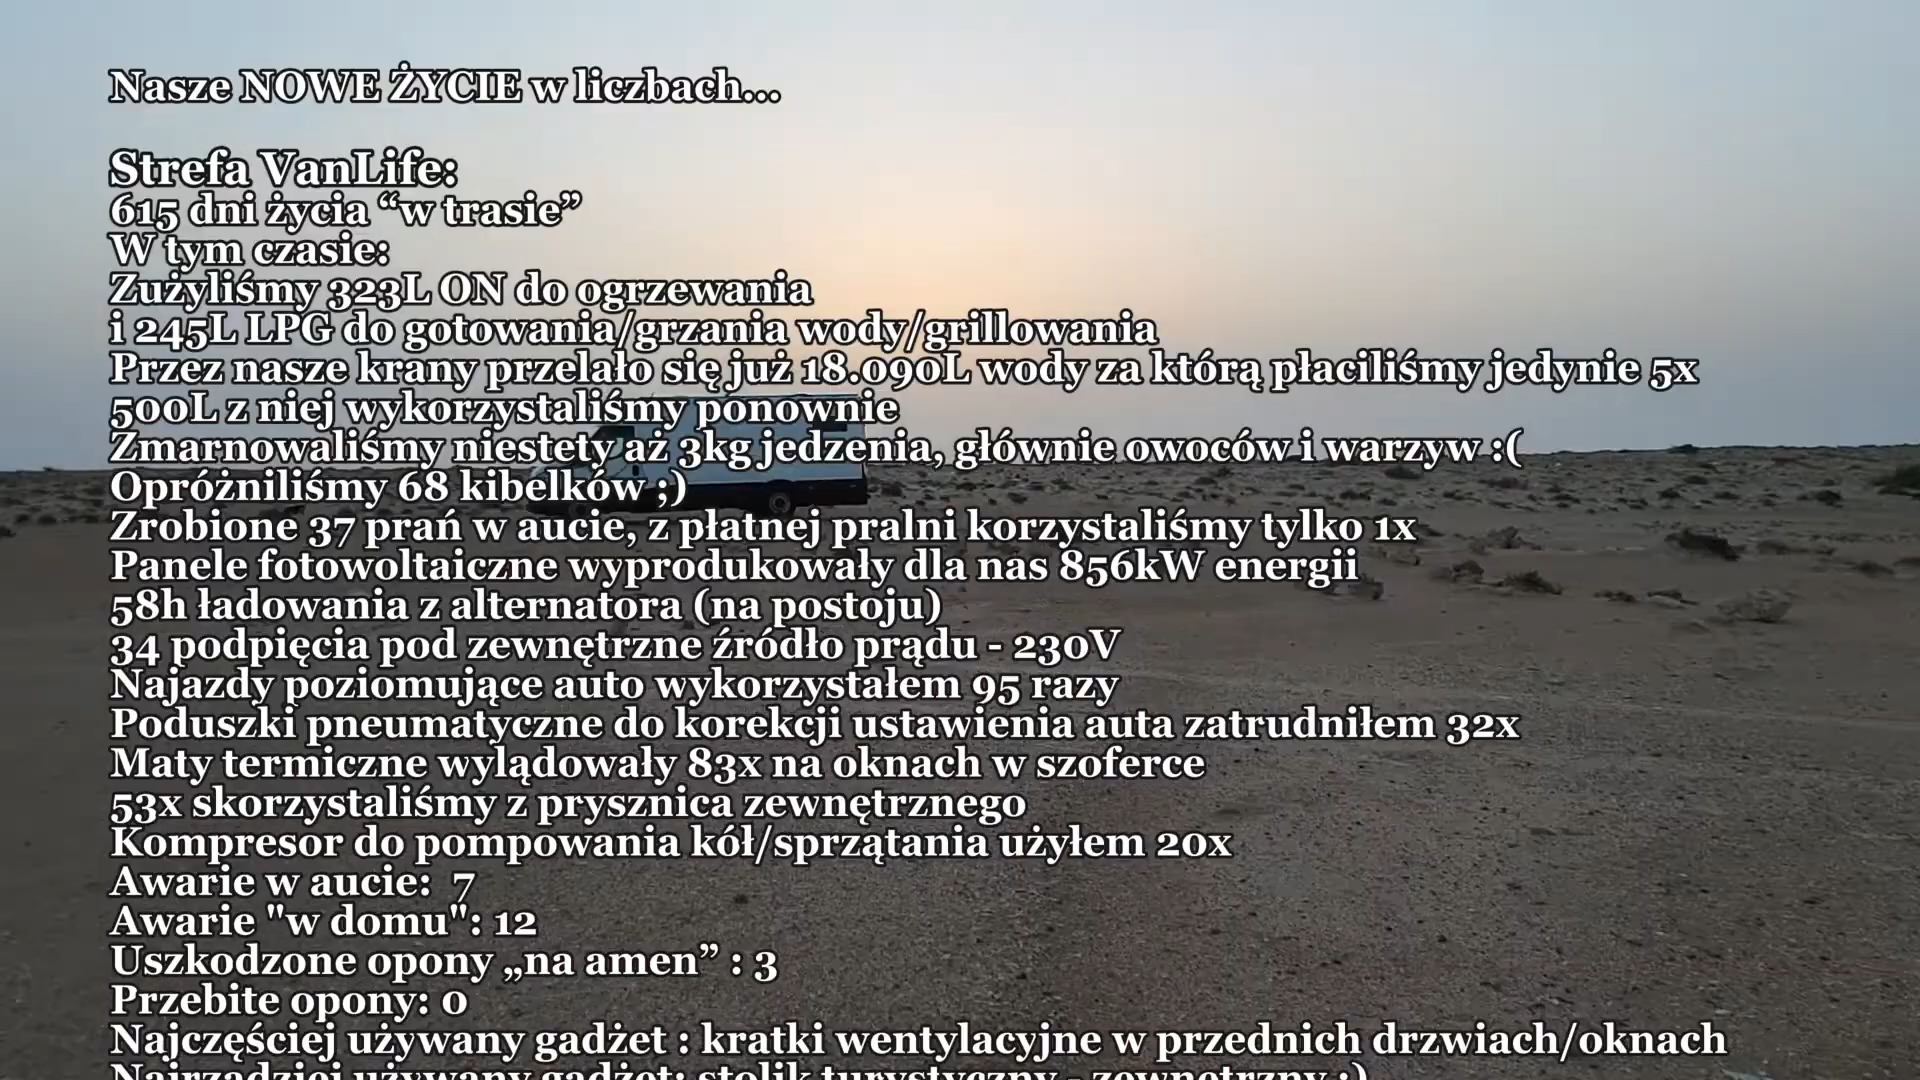 Nasze NOWE ŻYCIE w liczbach...
Strefa VanLife:
615 dni życia “w trasie”
W tym czasie:
Zużyliśmy 323L ON do ogrzewania
i 245L LPG do gotowania/grzania wody/grillowania
Przez nasze krany przelało się już 18.090L wody za którą płaciliśmy jedynie 5x
500L z niej wykorzystaliśmy ponownie
Zmarnowaliśmy niestety aż 3kg jedzenia, głównie owoców i warzyw :(
Opróżniliśmy 68 kibelków ;)
Zrobione 37 prań w aucie, z płatnej pralni korzystaliśmy tylko 1x
Panele fotowoltaiczne wyprodukowały dla nas 856kW energii
58h ładowania z alternatora (na postoju)
34 podpięcia pod zewnętrzne źródło prądu - 230V
Najazdy poziomujące auto wykorzystałem 95 razy
Poduszki pneumatyczne do korekcji ustawienia auta zatrudniłem 32x
Maty termiczne wylądowały 83x na oknach w szoferce
53x skorzystaliśmy z prysznica zewnętrznego
Kompresor do pompowania kół/sprzątania użyłem 20x
Awarie w aucie:  7
Awarie "w domu": 12
Uszkodzone opony „na amen” : 3
Przebite opony: 0
Najczęściej używany gadżet : kratki wentylacyjne w przednich drzwiach/oknach
Najrzadziej używany gadżet: stolik turystyczny - zewnętrzny ;)